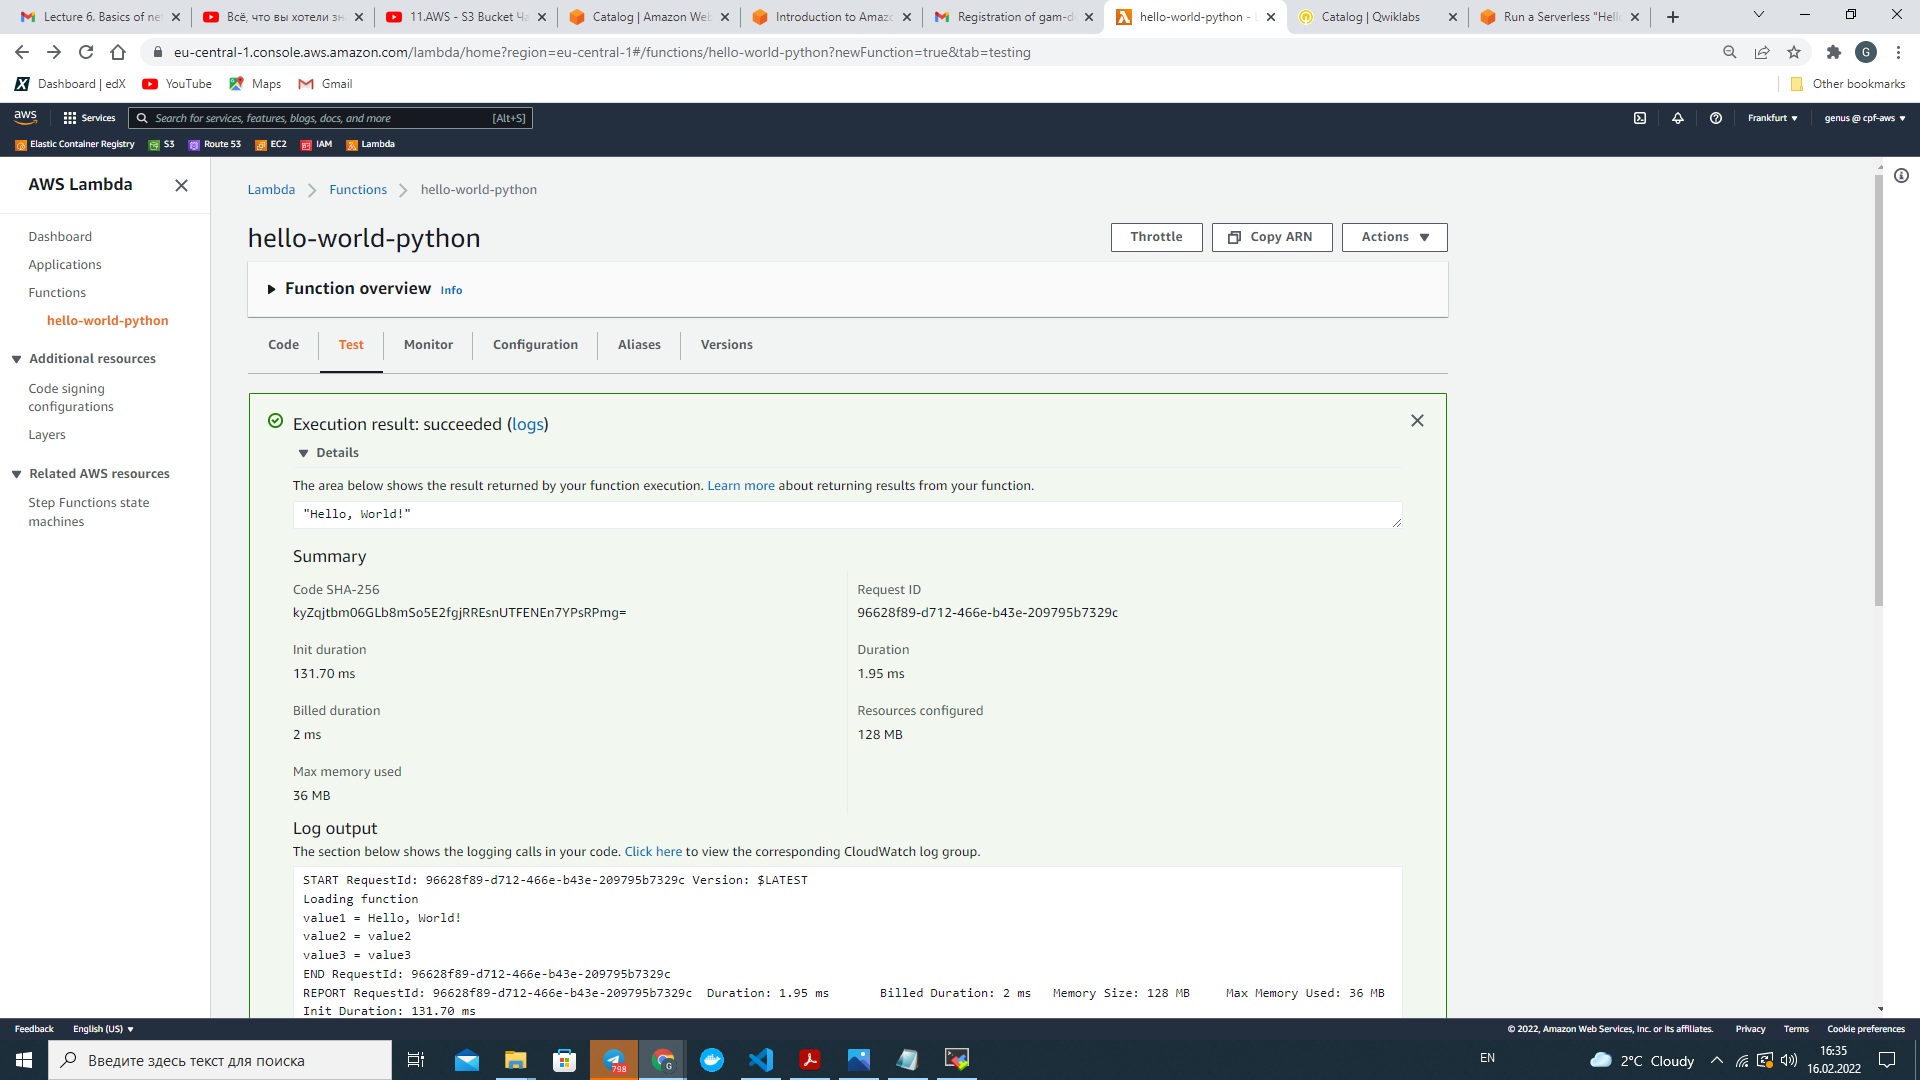 Lecture 6. Basics of ne
Всё, что вы хотели зн
11.AWS - S3 Bucket Ча
Catalog | Amazon Web
Introduction to Amazo
Registration of gam-d
hello-world-python - L
Catalog | Qwiklabs
Run a Serverless "Hello
eu-central-1.console.aws.amazon.com/lambda/home?region=eu-central-1#/functions/hello-world-python?newFunction=true&tab=testing
G
Dashboard | edX
YouTube
Maps
Gmail
Other bookmarks
aws
Services
Search for services, features, blogs, docs, and more
[Alt+S]
Frankfurt
genus @ cpf-aws
Elastic Container Registry
S3
Route 53
EC2
IAM
Lambda
AWS Lambda
Dashboard
Applications
Functions
hello-world-python
Additional resources
Code signing
configurations
Layers
Related AWS resources
Step Functions state
machines
Lambda
Functions
hello-world-python
hello-world-python
Throttle
Copy ARN
Actions
Function overview Info
Code
Test
Monitor
Configuration
Aliases
Versions
Execution result: succeeded (logs)
Details
The area below shows the result returned by your function execution. Learn more about returning results from your function.
"Hello, World!"
Summary
Code SHA-256
kyZqjtbm06GLb8mSo5E2fgjRREsnUTFENEn7YPsRPmg=
Request ID
96628f89-d712-466e-b43e-209795b7329c
Init duration
131.70 ms
Duration
1.95 ms
Billed duration
2 ms
Resources configured
128 MB
Max memory used
36 MB
Log output
The section below shows the logging calls in your code. Click here to view the corresponding CloudWatch log group.
START RequestId: 96628f89-d712-466e-b43e-209795b7329c Version: $LATEST
Loading function
value1 = Hello, World!
value2 = value2
value3 = value3
END RequestId: 96628f89-d712-466e-b43e-209795b7329c
REPORT RequestId: 96628f89-d712-466e-b43e-209795b7329c Duration: 1.95 ms Billed Duration: 2 ms Memory Size: 128 MB Max Memory Used: 36 MB
Init Duration: 131.70 ms
Feedback
English (US)
© 2022, Amazon Web Services, Inc. or its affiliates.
Privacy
Terms
Cookie preferences
Введите здесь текст для поиска
798
G
EN
2°C Cloudy
16:35
16.02.2022